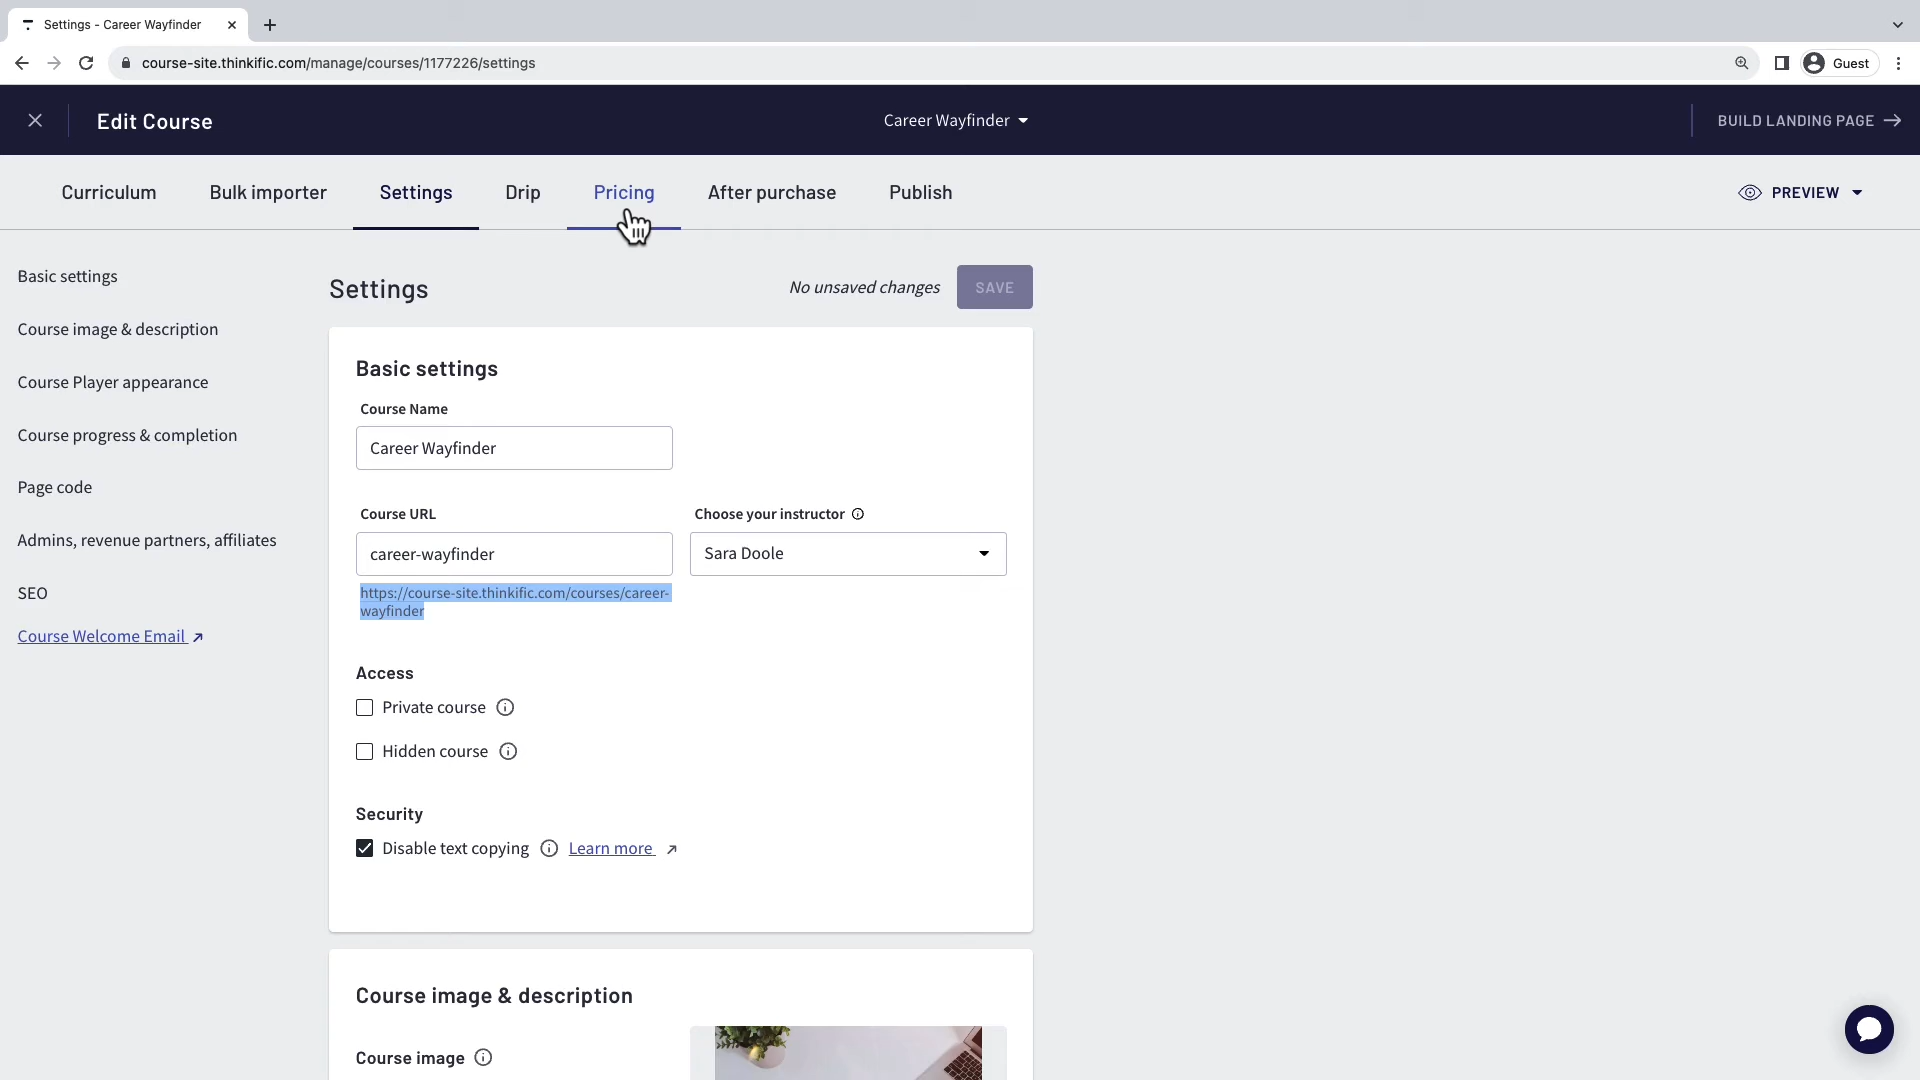 Settings - Career Wayfinder
course-site.thinkific.com/manage/courses/1177226/settings
Guest
Edit Course
Career Wayfinder
BUILD LANDING PAGE
Curriculum
Bulk importer
Settings
Drip
Pricing
After purchase
Publish
PREVIEW
Basic settings
Course image & description
Course Player appearance
Course progress & completion
Page code
Admins, revenue partners, affiliates
SEO
Course Welcome Email
Settings
No unsaved changes
SAVE
Basic settings
Course Name
Career Wayfinder
Course URL
career-wayfinder
https://course-site.thinkific.com/courses/career-
wayfinder
Choose your instructor
Sara Doole
Access
Private course
Hidden course
Security
Disable text copying
Learn more
Course image & description
Course image